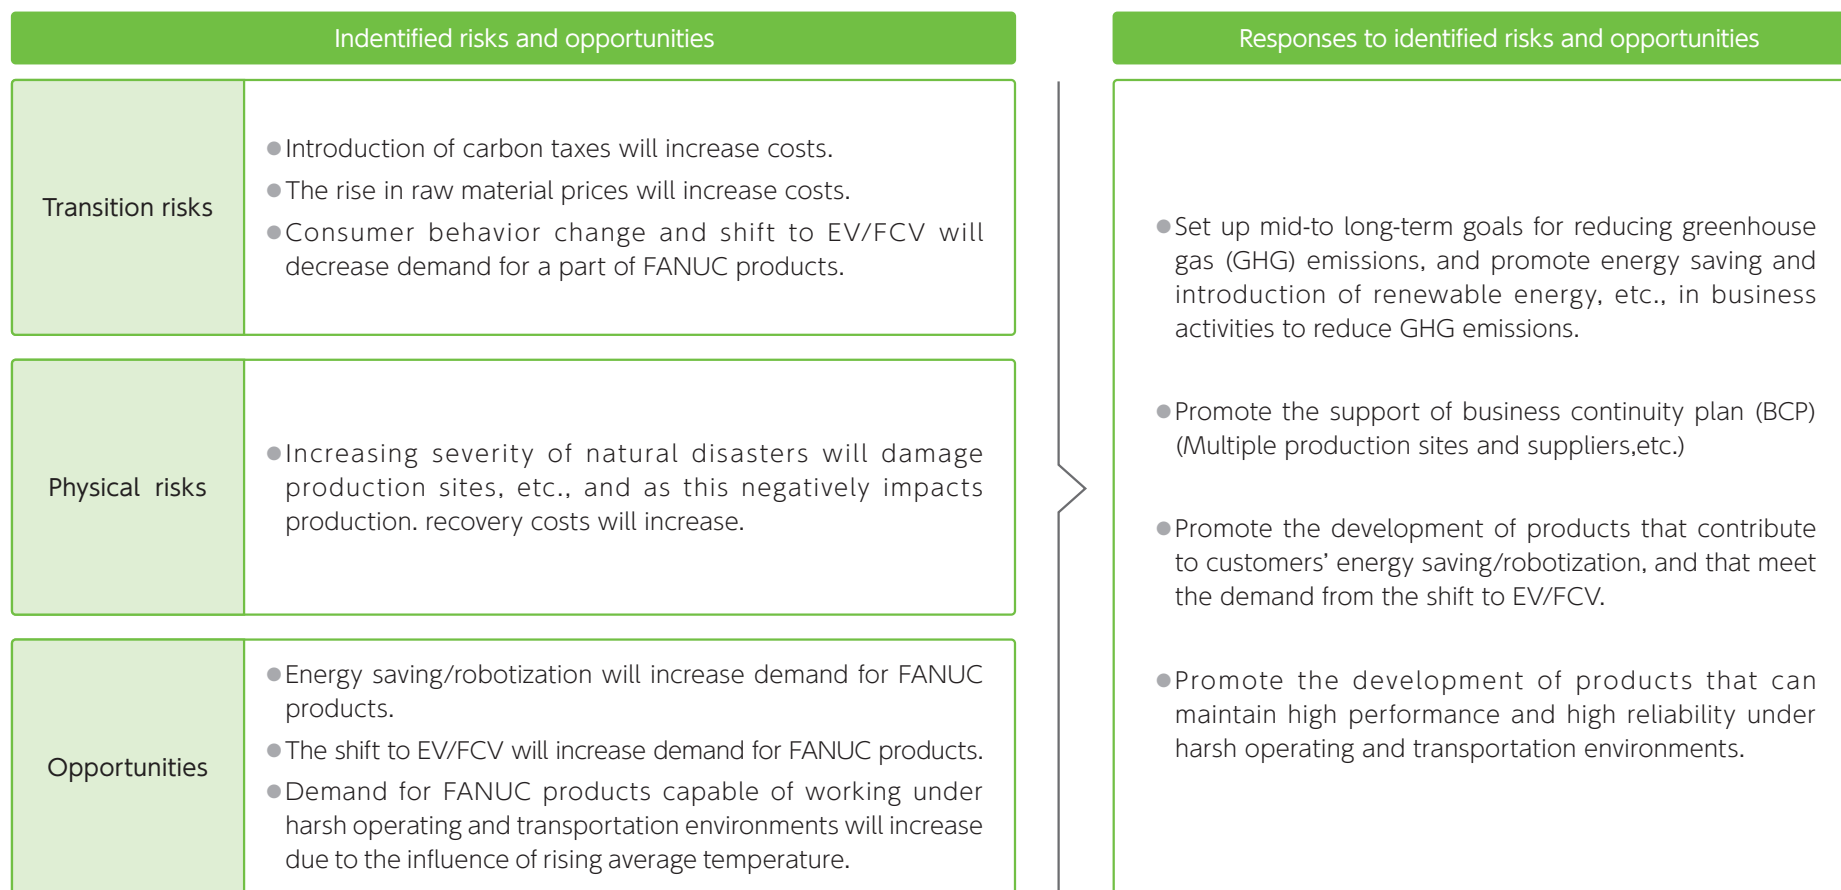 Indentified risks and opportunities
Transition risks
●Introduction of carbon taxes will increase costs.
●The rise in raw material prices will increase costs.
●Consumer behavior change and shift to EV/FCV will
decrease demand for a part of FANUC products.
Physical risks
●Increasing severity of natural disasters will damage
production sites, etc., and as this negatively impacts
production. recovery costs will increase.
Opportunities
●Energy saving/robotization will increase demand for FANUC
products.
●The shift to EV/FCV will increase demand for FANUC products.
●Demand for FANUC products capable of working under
harsh operating and transportation environments will increase
due to the influence of rising average temperature.
Responses to identified risks and opportunities
●Set up mid-to long-term goals for reducing greenhouse
gas (GHG) emissions, and promote energy saving and
introduction of renewable energy, etc., in business
activities to reduce GHG emissions.
●Promote the support of business continuity plan (BCP)
(Multiple production sites and suppliers,etc.)
●Promote the development of products that contribute
to customers’ energy saving/robotization, and that meet
the demand from the shift to EV/FCV.
●Promote the development of products that can
maintain high performance and high reliability under
harsh operating and transportation environments.